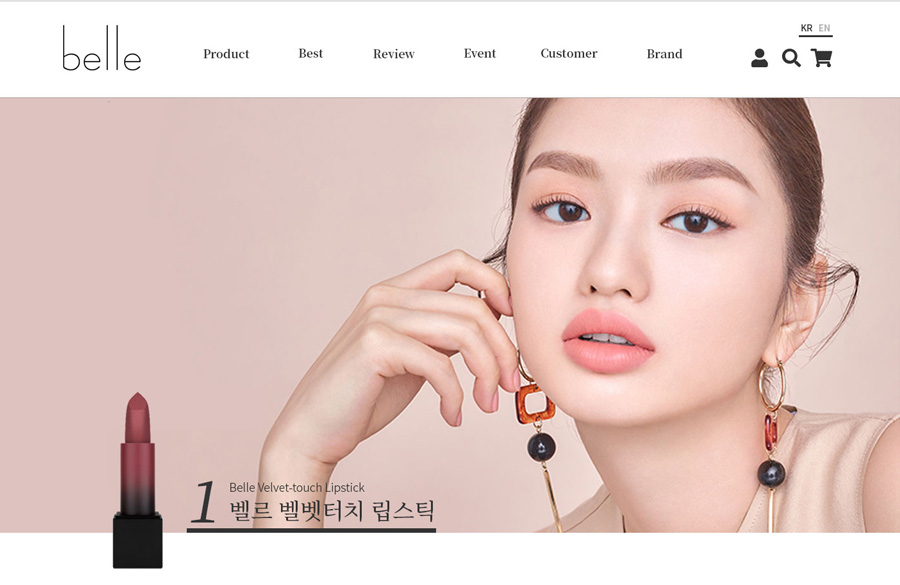 KR EN
belle
Product Best Review Event Customer Brand
1
Belle Velvet-touch Lipstick
벨르 벨벳터치 립스틱